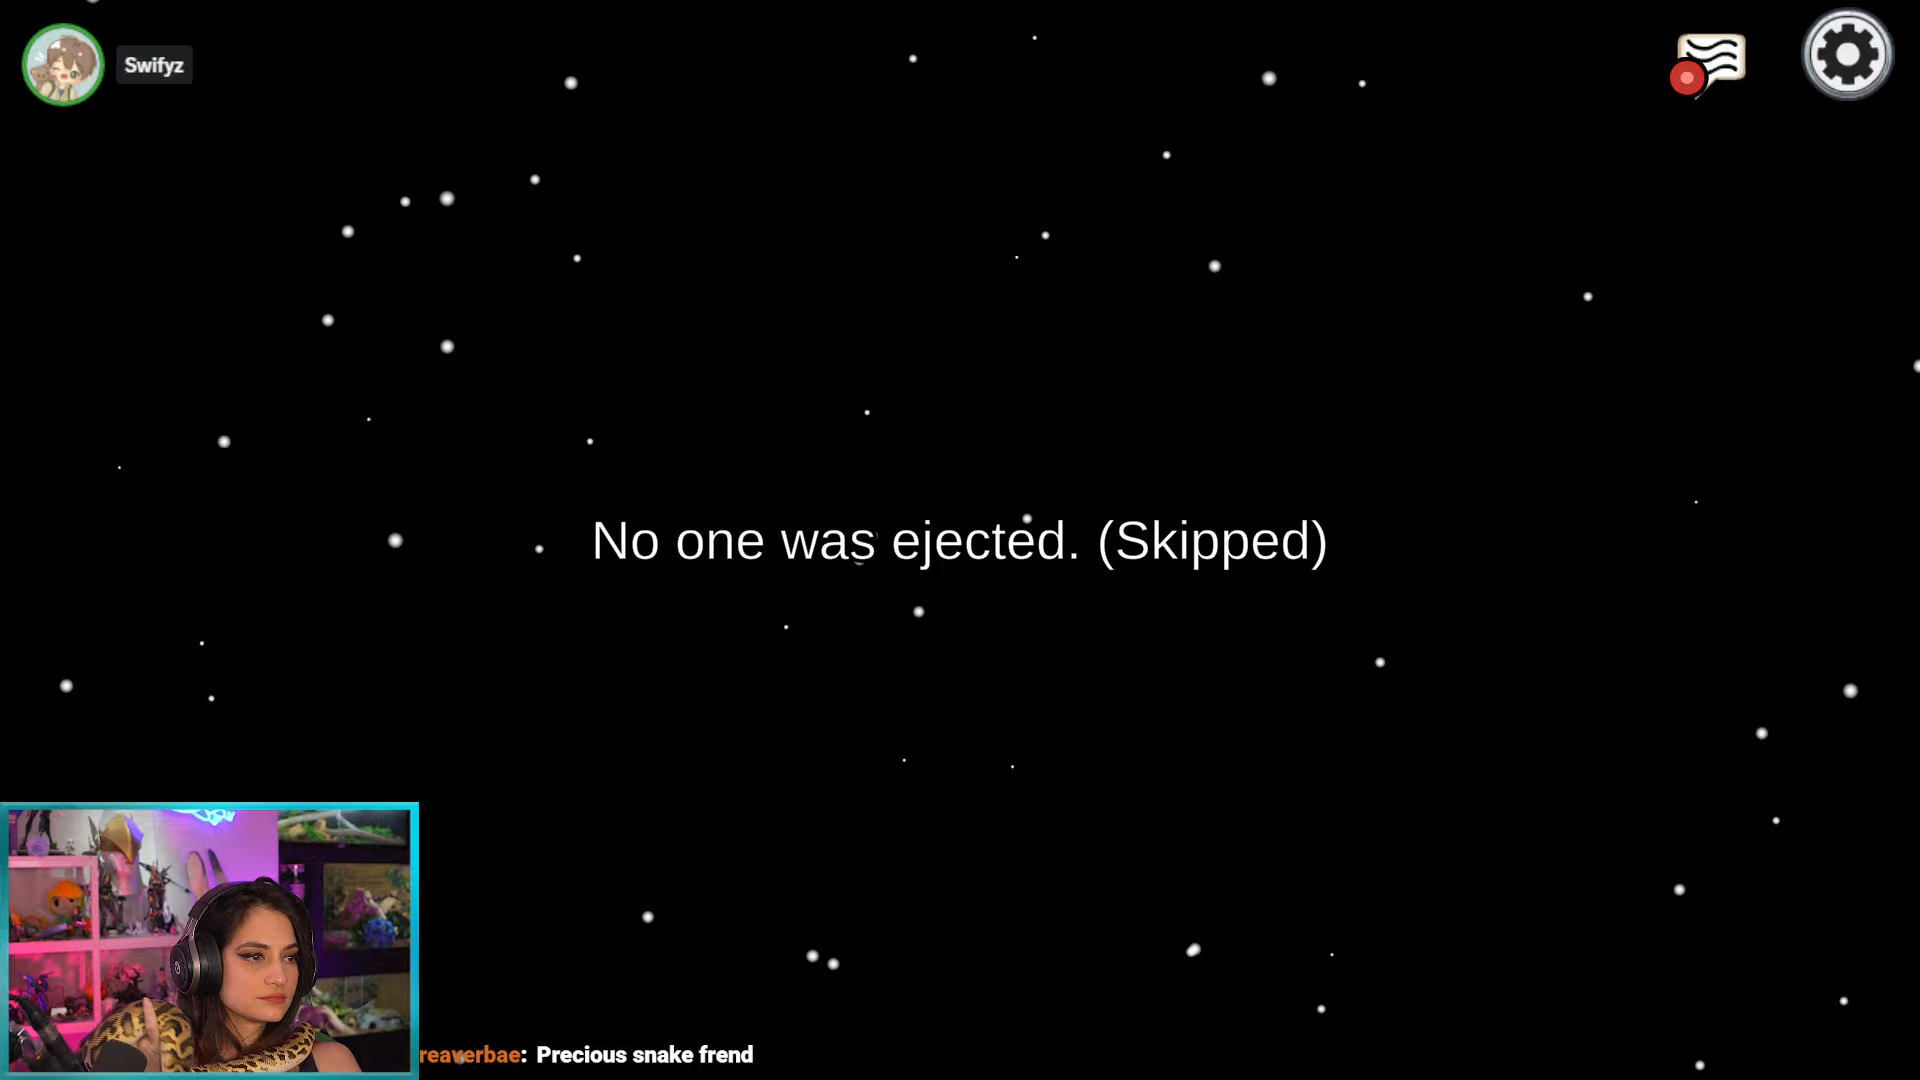 Swifyz
No one was ejected. (Skipped)
reaverbae: Precious snake frend